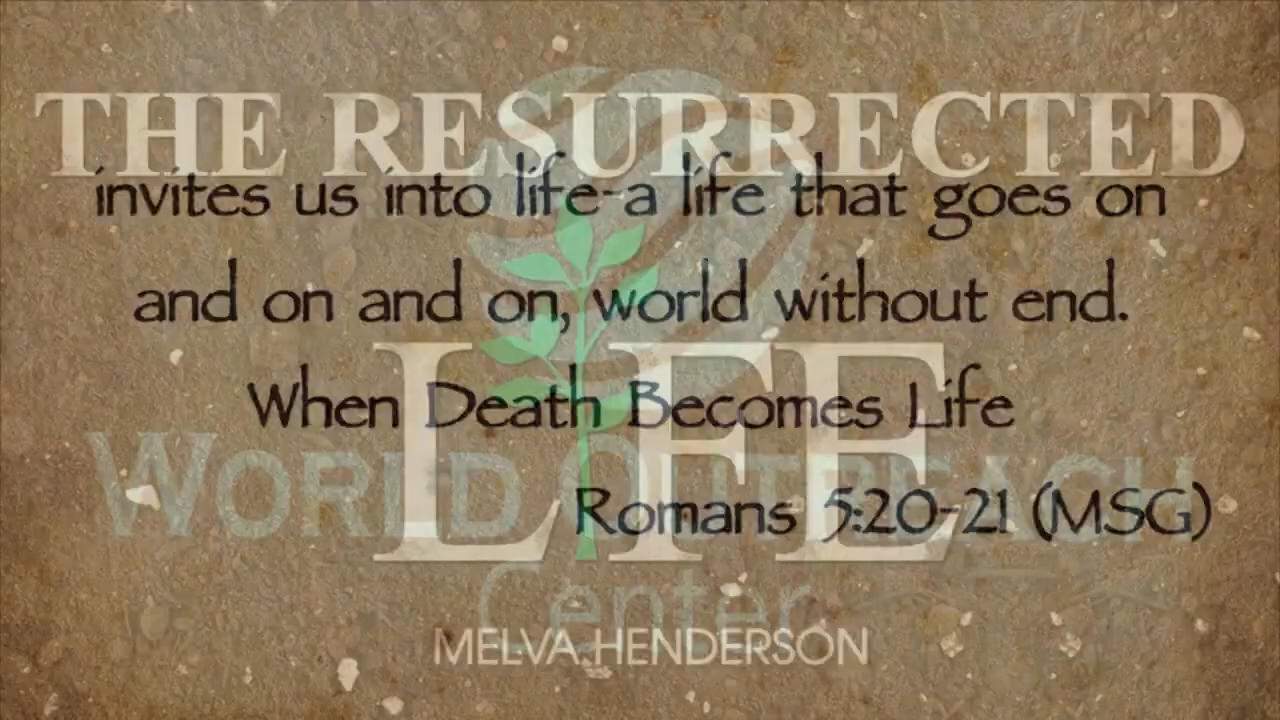 THE RESURRECTED
invites us into life-a life that goes on
and on and on, world without end.
LIFE
When Death Becomes Life
WORLD OUTREACH
Romans 5:20-21 (MSG)
Center
MELVA HENDERSON